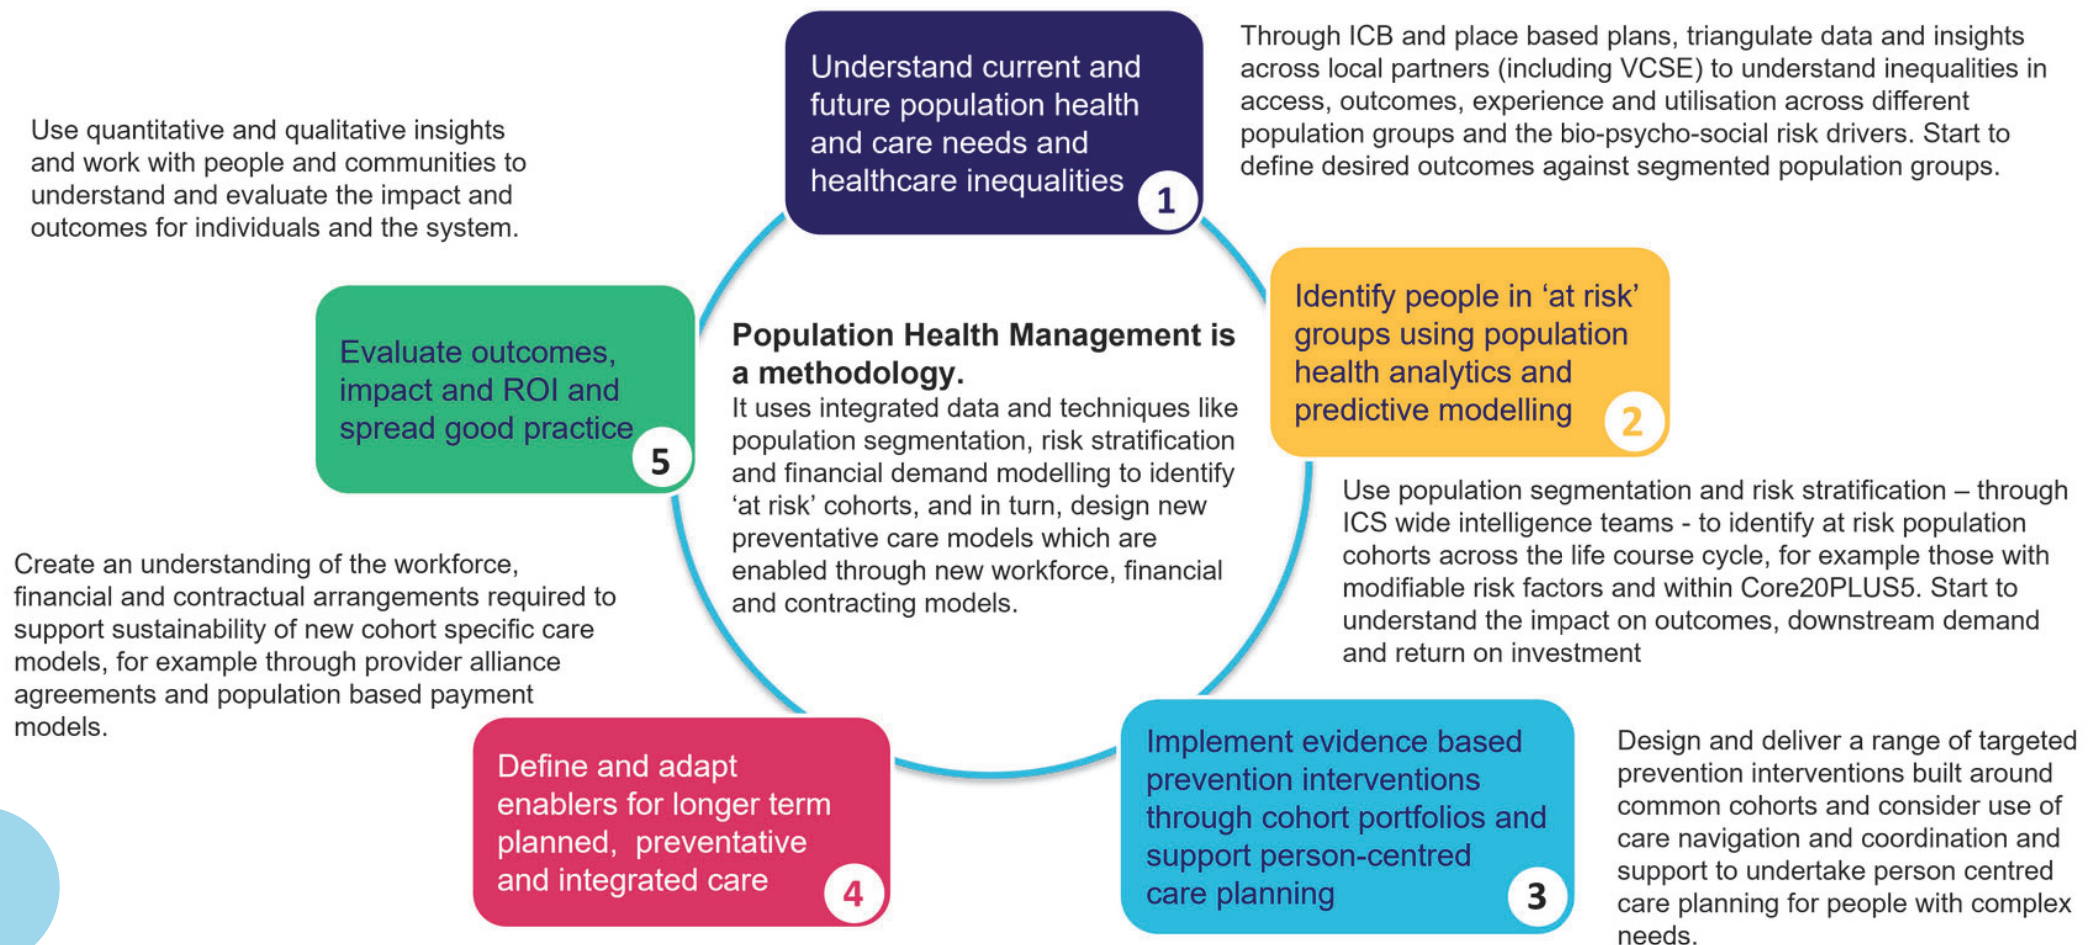 Understand current and
future population health
and care needs and
healthcare inequalities
1
Through ICB and place based plans, triangulate data and insights
across local partners (including VCSE) to understand inequalities in
access, outcomes, experience and utilisation across different
population groups and the bio-psycho-social risk drivers. Start to
define desired outcomes against segmented population groups.
Identify people in ‘at risk’
groups using population
health analytics and
predictive modelling
2
Use population segmentation and risk stratification – through
ICS wide intelligence teams - to identify at risk population
cohorts across the life course cycle, for example those with
modifiable risk factors and within Core20PLUS5. Start to
understand the impact on outcomes, downstream demand
and return on investment
Implement evidence based
prevention interventions
through cohort portfolios and
support person-centred
care planning
3
Design and deliver a range of targeted
prevention interventions built around
common cohorts and consider use of
care navigation and coordination and
support to undertake person centred
care planning for people with complex
needs.
Define and adapt
enablers for longer term
planned, preventative
and integrated care
4
Create an understanding of the workforce,
financial and contractual arrangements required to
support sustainability of new cohort specific care
models, for example through provider alliance
agreements and population based payment
models.
Evaluate outcomes,
impact and ROI and
spread good practice
5
Use quantitative and qualitative insights
and work with people and communities to
understand and evaluate the impact and
outcomes for individuals and the system.
Population Health Management is
a methodology.
It uses integrated data and techniques like
population segmentation, risk stratification
and financial demand modelling to identify
‘at risk’ cohorts, and in turn, design new
preventative care models which are
enabled through new workforce, financial
and contracting models.